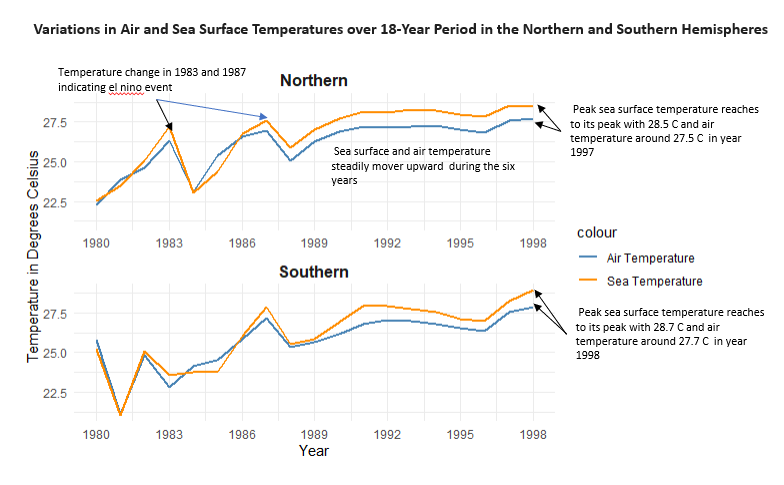 Variations in Air and Sea Surface Temperatures over 18-Year Period in the Northern and Southern Hemispheres
Temperature change in 1983 and 1987
indicating el nino event
Northern
27.5
25.0
22.5
Sea surface and air temperature
steadily mover upward during the six
years
Peak sea surface temperature reaches
to its peak with 28.5 C and air
temperature around 27.5 C in year
1997
1980 1983 1986 1989 1992 1995 1998
Temperature in Degrees Celsius
colour
Air Temperature
Sea Temperature
Southern
27.5
25.0
22.5
Peak sea surface temperature reaches
to its peak with 28.7 C and air
temperature around 27.7 C in year
1998
1980 1983 1986 1989 1992 1995 1998
Year